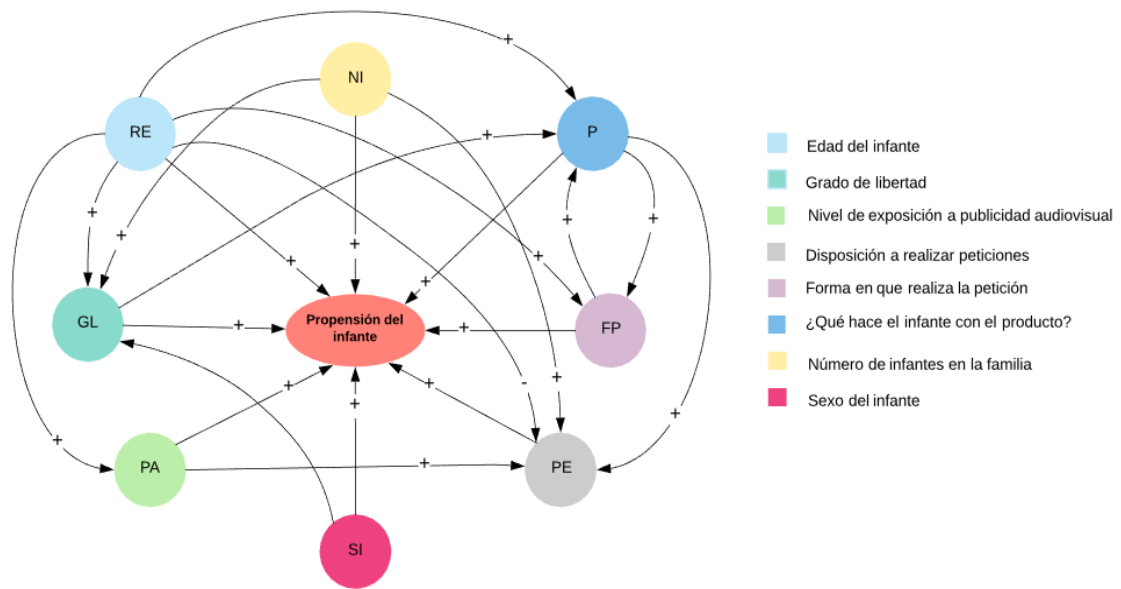 +
NI
RE
P
+
+
+
+
+
+
+
+
+
GL
Propensión del
infante
FP
+
+
+
-
+
+
+
+
+
+
PA
PE
SI
Edad del infante
Grado de libertad
Nivel de exposición a publicidad audiovisual
Disposición a realizar peticiones
Forma en que realiza la petición
¿Qué hace el infante con el producto?
Número de infantes en la familia
Sexo del infante